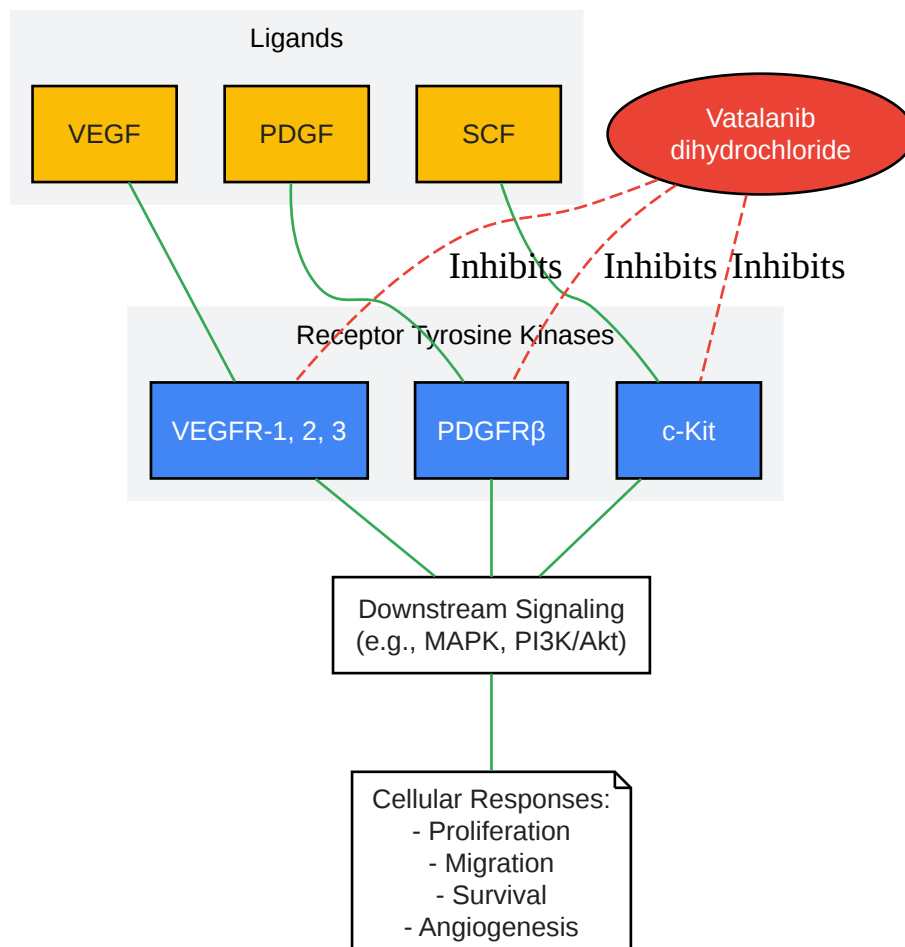 Ligands
VEGF
PDGF
SCF
Vatalanib
dihydrochloride
Inhibits
Inhibits
Inhibits
Receptor Tyrosine Kinases
VEGFR-1, 2, 3
PDGFRβ
c-Kit
Downstream Signaling
(e.g., MAPK, PI3K/Akt)
Cellular Responses:
- Proliferation
- Migration
- Survival
- Angiogenesis